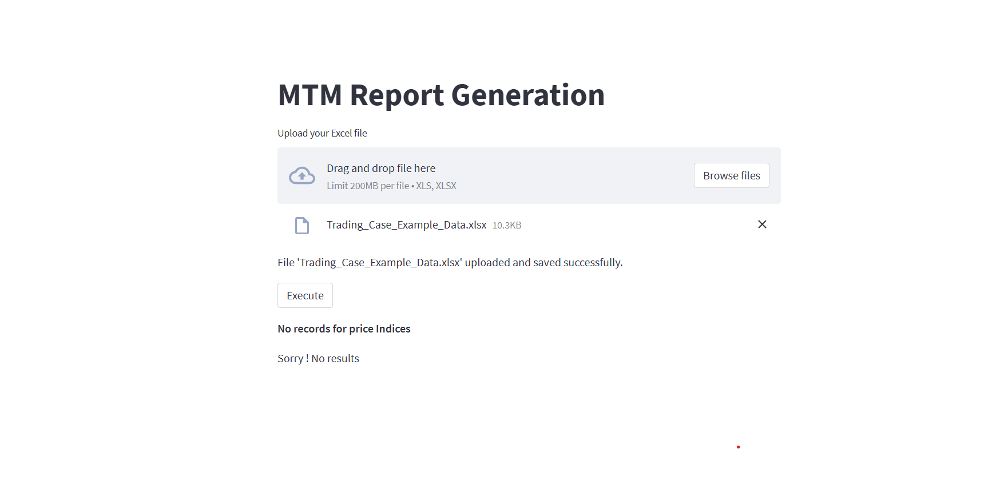 MTM Report Generation
Upload your Excel file
Drag and drop file here
Limit 200MB per file • XLS, XLSX
Browse files
Trading_Case_Example_Data.xlsx 10.3KB
File 'Trading_Case_Example_Data.xlsx' uploaded and saved successfully.
Execute
No records for price Indices
Sorry ! No results